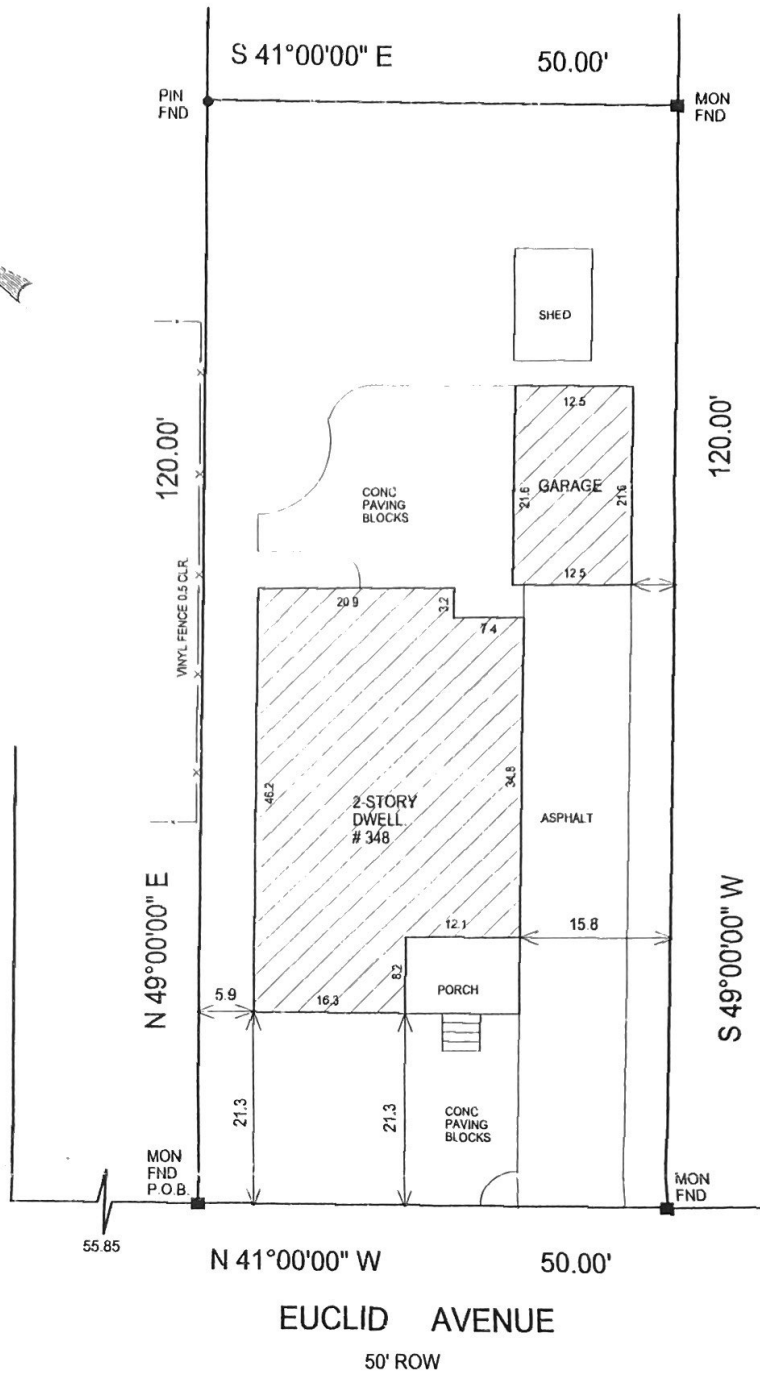 S 41°00'00" E 50.00'
PIN
FND
MON
FND
SHED
12.5
120.00'
120.00'
GARAGE
21.6
21.6
CONC
PAVING
BLOCKS
12.5
VINYL FENCE 0.5 CLR.
20.9
3.2
7.4
46.2
34.8
2-STORY
DWELL.
# 348
ASPHALT
N 49°00'00" E
S 49°00'00" W
12.1
15.8
8.2
PORCH
5.9
16.3
21.3
21.3
CONC
PAVING
BLOCKS
MON
FND
P.O.B.
MON
FND
55.85
N 41°00'00" W 50.00'
EUCLID AVENUE
50' ROW